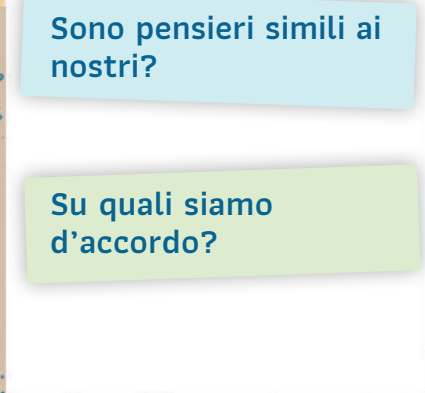 Sono pensieri simili ai
nostri?
Su quali siamo
d’accordo?